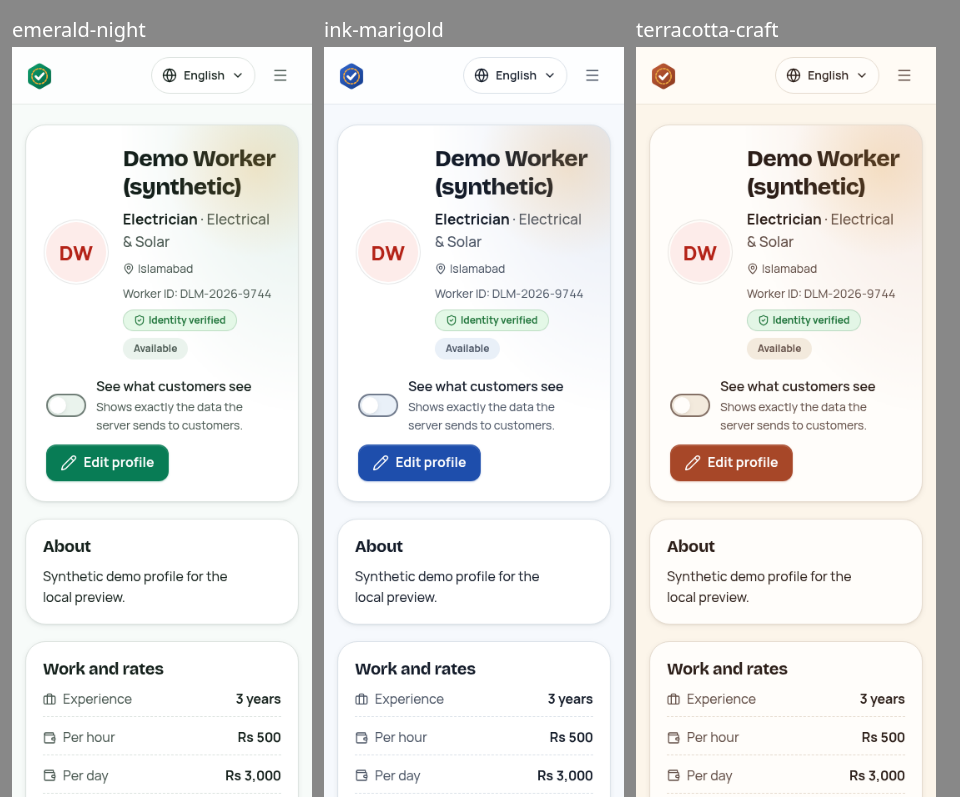 emerald-night
English
Demo Worker
(synthetic)
Electrician · Electrical
& Solar
DW
Islamabad
Worker ID: DLM-2026-9744
Identity verified
Available
See what customers see
Shows exactly the data the
server sends to customers.
Edit profile
About
Synthetic demo profile for the
local preview.
Work and rates
Experience 3 years
Per hour Rs 500
Per day Rs 3,000
ink-marigold
English
Demo Worker
(synthetic)
Electrician · Electrical
& Solar
DW
Islamabad
Worker ID: DLM-2026-9744
Identity verified
Available
See what customers see
Shows exactly the data the
server sends to customers.
Edit profile
About
Synthetic demo profile for the
local preview.
Work and rates
Experience 3 years
Per hour Rs 500
Per day Rs 3,000
terracotta-craft
English
Demo Worker
(synthetic)
Electrician · Electrical
& Solar
DW
Islamabad
Worker ID: DLM-2026-9744
Identity verified
Available
See what customers see
Shows exactly the data the
server sends to customers.
Edit profile
About
Synthetic demo profile for the
local preview.
Work and rates
Experience 3 years
Per hour Rs 500
Per day Rs 3,000